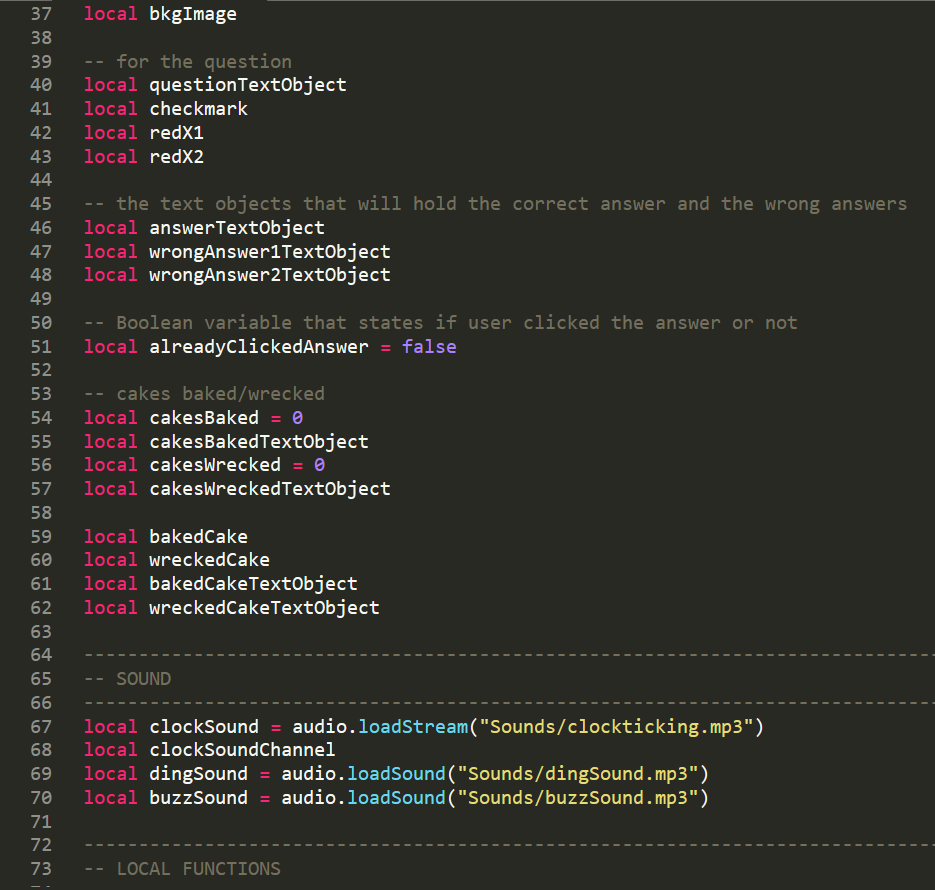 37 local bkgImage
38
39 -- for the question
40 local questionTextObject
41 local checkmark
42 local redX1
43 local redX2
44
45 -- the text objects that will hold the correct answer and the wrong answers
46 local answerTextObject
47 local wrongAnswer1TextObject
48 local wrongAnswer2TextObject
49
50 -- Boolean variable that states if user clicked the answer or not
51 local alreadyClickedAnswer = false
52
53 -- cakes baked/wrecked
54 local cakesBaked = 0
55 local cakesBakedTextObject
56 local cakesWrecked = 0
57 local cakesWreckedTextObject
58
59 local bakedCake
60 local wreckedCake
61 local bakedCakeTextObject
62 local wreckedCakeTextObject
63
64 ------------------------------------------------------------------------------
65 -- SOUND
66 ------------------------------------------------------------------------------
67 local clockSound = audio.loadStream("Sounds/clockticking.mp3")
68 local clockSoundChannel
69 local dingSound = audio.loadSound("Sounds/dingSound.mp3")
70 local buzzSound = audio.loadSound("Sounds/buzzSound.mp3")
71
72 ------------------------------------------------------------------------------
73 -- LOCAL FUNCTIONS